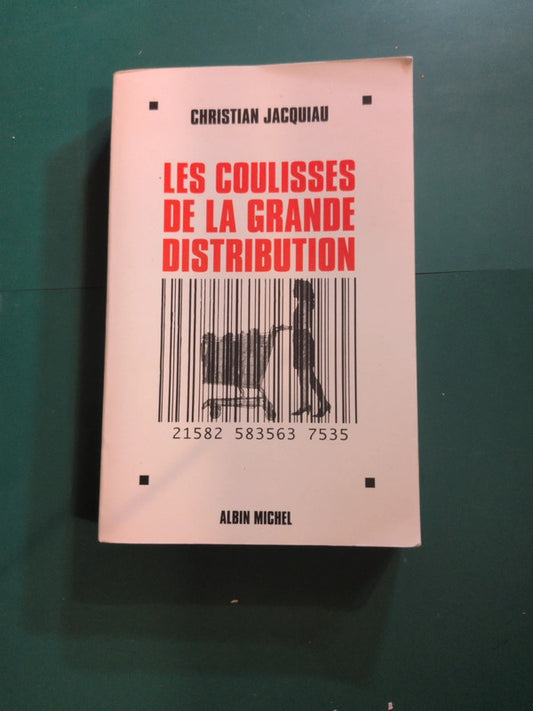 CHRISTIAN JACQUIAU
LES COULISSES
DE LA GRANDE
DISTRIBUTION
21582 583563 7535
ALBIN MICHEL